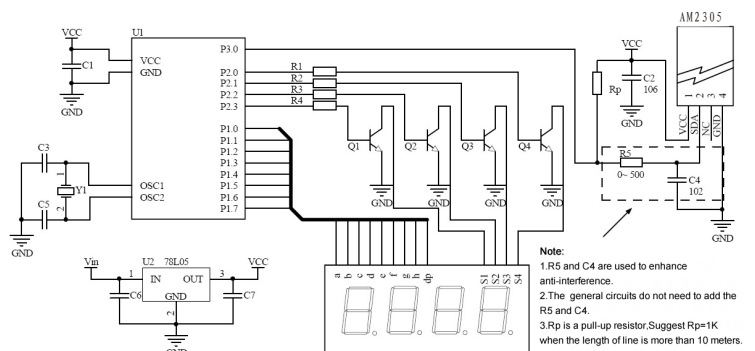 AM2305
VCC
C1
GND
U1
VCC
GND
OSC1
OSC2
P3.0
P2.0
P2.1
P2.2
P2.3
P1.0
P1.1
P1.2
P1.3
P1.4
P1.5
P1.6
P1.7
R1
R2
R3
R4
Q1
Q2
Q3
Q4
GND
GND
GND
GND
VCC
Rp
C2
106
GND
1
2
3
4
VCC
SDA
NC
GND
R5
0~ 500
C4
102
GND
C3
1
Y1
2
C5
GND
Vin
1
U2 78L05
IN OUT
GND
2
3
VCC
C6
C7
GND
a
b
c
d
e
f
g
h
dp
S1
S2
S3
S4
Note:
1.R5 and C4 are used to enhance
anti-interference.
2.The general circuits do not need to add the
R5 and C4.
3.Rp is a pull-up resistor,Suggest Rp=1K
when the length of line is more than 10 meters.